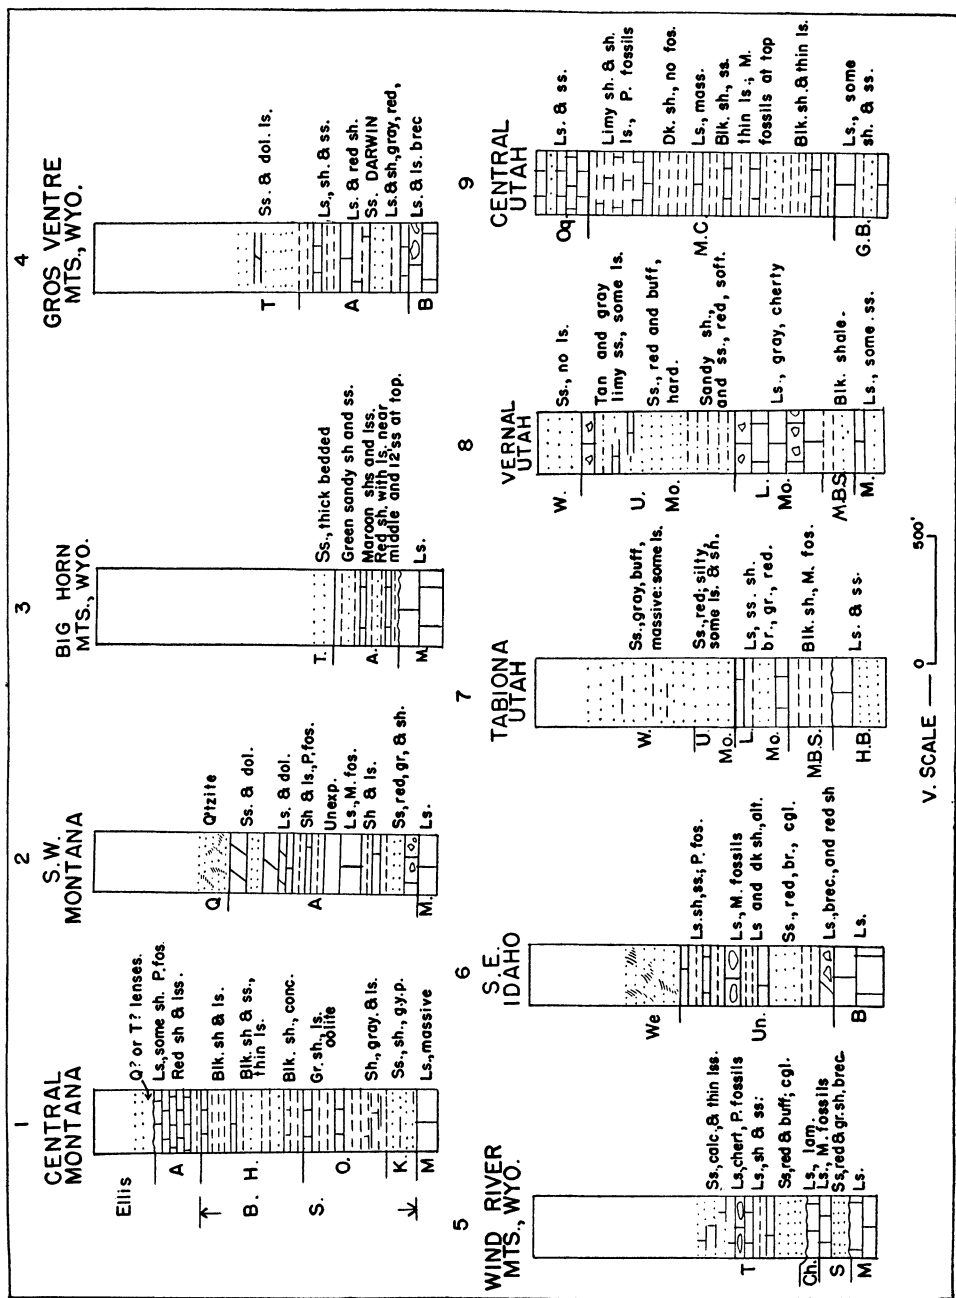 1
CENTRAL
MONTANA
Ellis
Q? or T? lenses.
Ls., some sh. P. fos.
Red sh & lss
Blk. sh & ls.
Blk. sh & ss.,
thin ls.
Blk. sh., conc.
Gr. sh., ls.
oolite
Sh., gray. & ls.
Ss., sh., g.y.p.
Ls., massive
A
B. H.
S.
O.
K.
M
2
S.W.
MONTANA
Q'tzite
Ss. & dol.
Ls. & dol.
Sh & ls., P. fos.
Unexp.
Ls., M. fos.
Sh & ls.
Ss, red, gr, & sh.
Ls.
Q
A
M.
3
BIG HORN
MTS., WYO.
Ss., thick bedded
Green sandy sh and ss.
Maroon shs and lss.
Red sh. with ls. near
middle and 12' ss at top.
Ls.
T.
A.
M.
4
GROS VENTRE
MTS., WYO.
Ss. & dol. ls.
Ls., sh. & ss.
Ls. & red sh.
Ss. DARWIN
Ls. & sh., gray, red,
Ls. & ls. brec
T
A
B
5
WIND RIVER
MTS., WYO.
Ss., calc., & thin lss.
Ls., chert, P. fossils
Ls., sh & ss:
Ss, red & buff; cgl.
Ls., lam.
Ls., M. fossils
Ss, red & gr. sh, brec.
Ls.
T
Ch.
S
M
6
S. E.
IDAHO
Ls. sh, ss.; P. fos.
Ls., M. fossils
Ls and dk sh., alt.
Ss., red, br., cgl.
Ls., brec., and red sh
Ls.
We
Un.
B
7
TABIONA
UTAH
Ss., gray, buff,
massive: some ls.
Ss., red; silty,
some ls. & sh.
Ls, ss. sh.
br., gr., red.
Blk. sh., M. fos
Ls. & ss.
W.
U.
Mo.
L.
Mo.
M.B.S.
H.B.
8
VERNAL
UTAH
Ss., no ls.
Tan and gray
limy ss., some ls.
Ss., red and buff,
hard.
Sandy sh.,
and ss., red, soft.
Ls., gray, cherty
Blk. shale.
Ls., some. ss.
W.
U.
Mo.
L.
Mo.
M.B.S.
M.
9
CENTRAL
UTAH
Ls. & ss.
Limy sh. & sh.
ls., P. fossils
Dk. sh., no fos.
Ls., mass.
Blk. sh., ss.
thin ls.; M.
fossils at top
Blk. sh. & thin ls.
Ls., some
sh. & ss.
Oq.
M.C.
G.B.
V. SCALE
0
500'